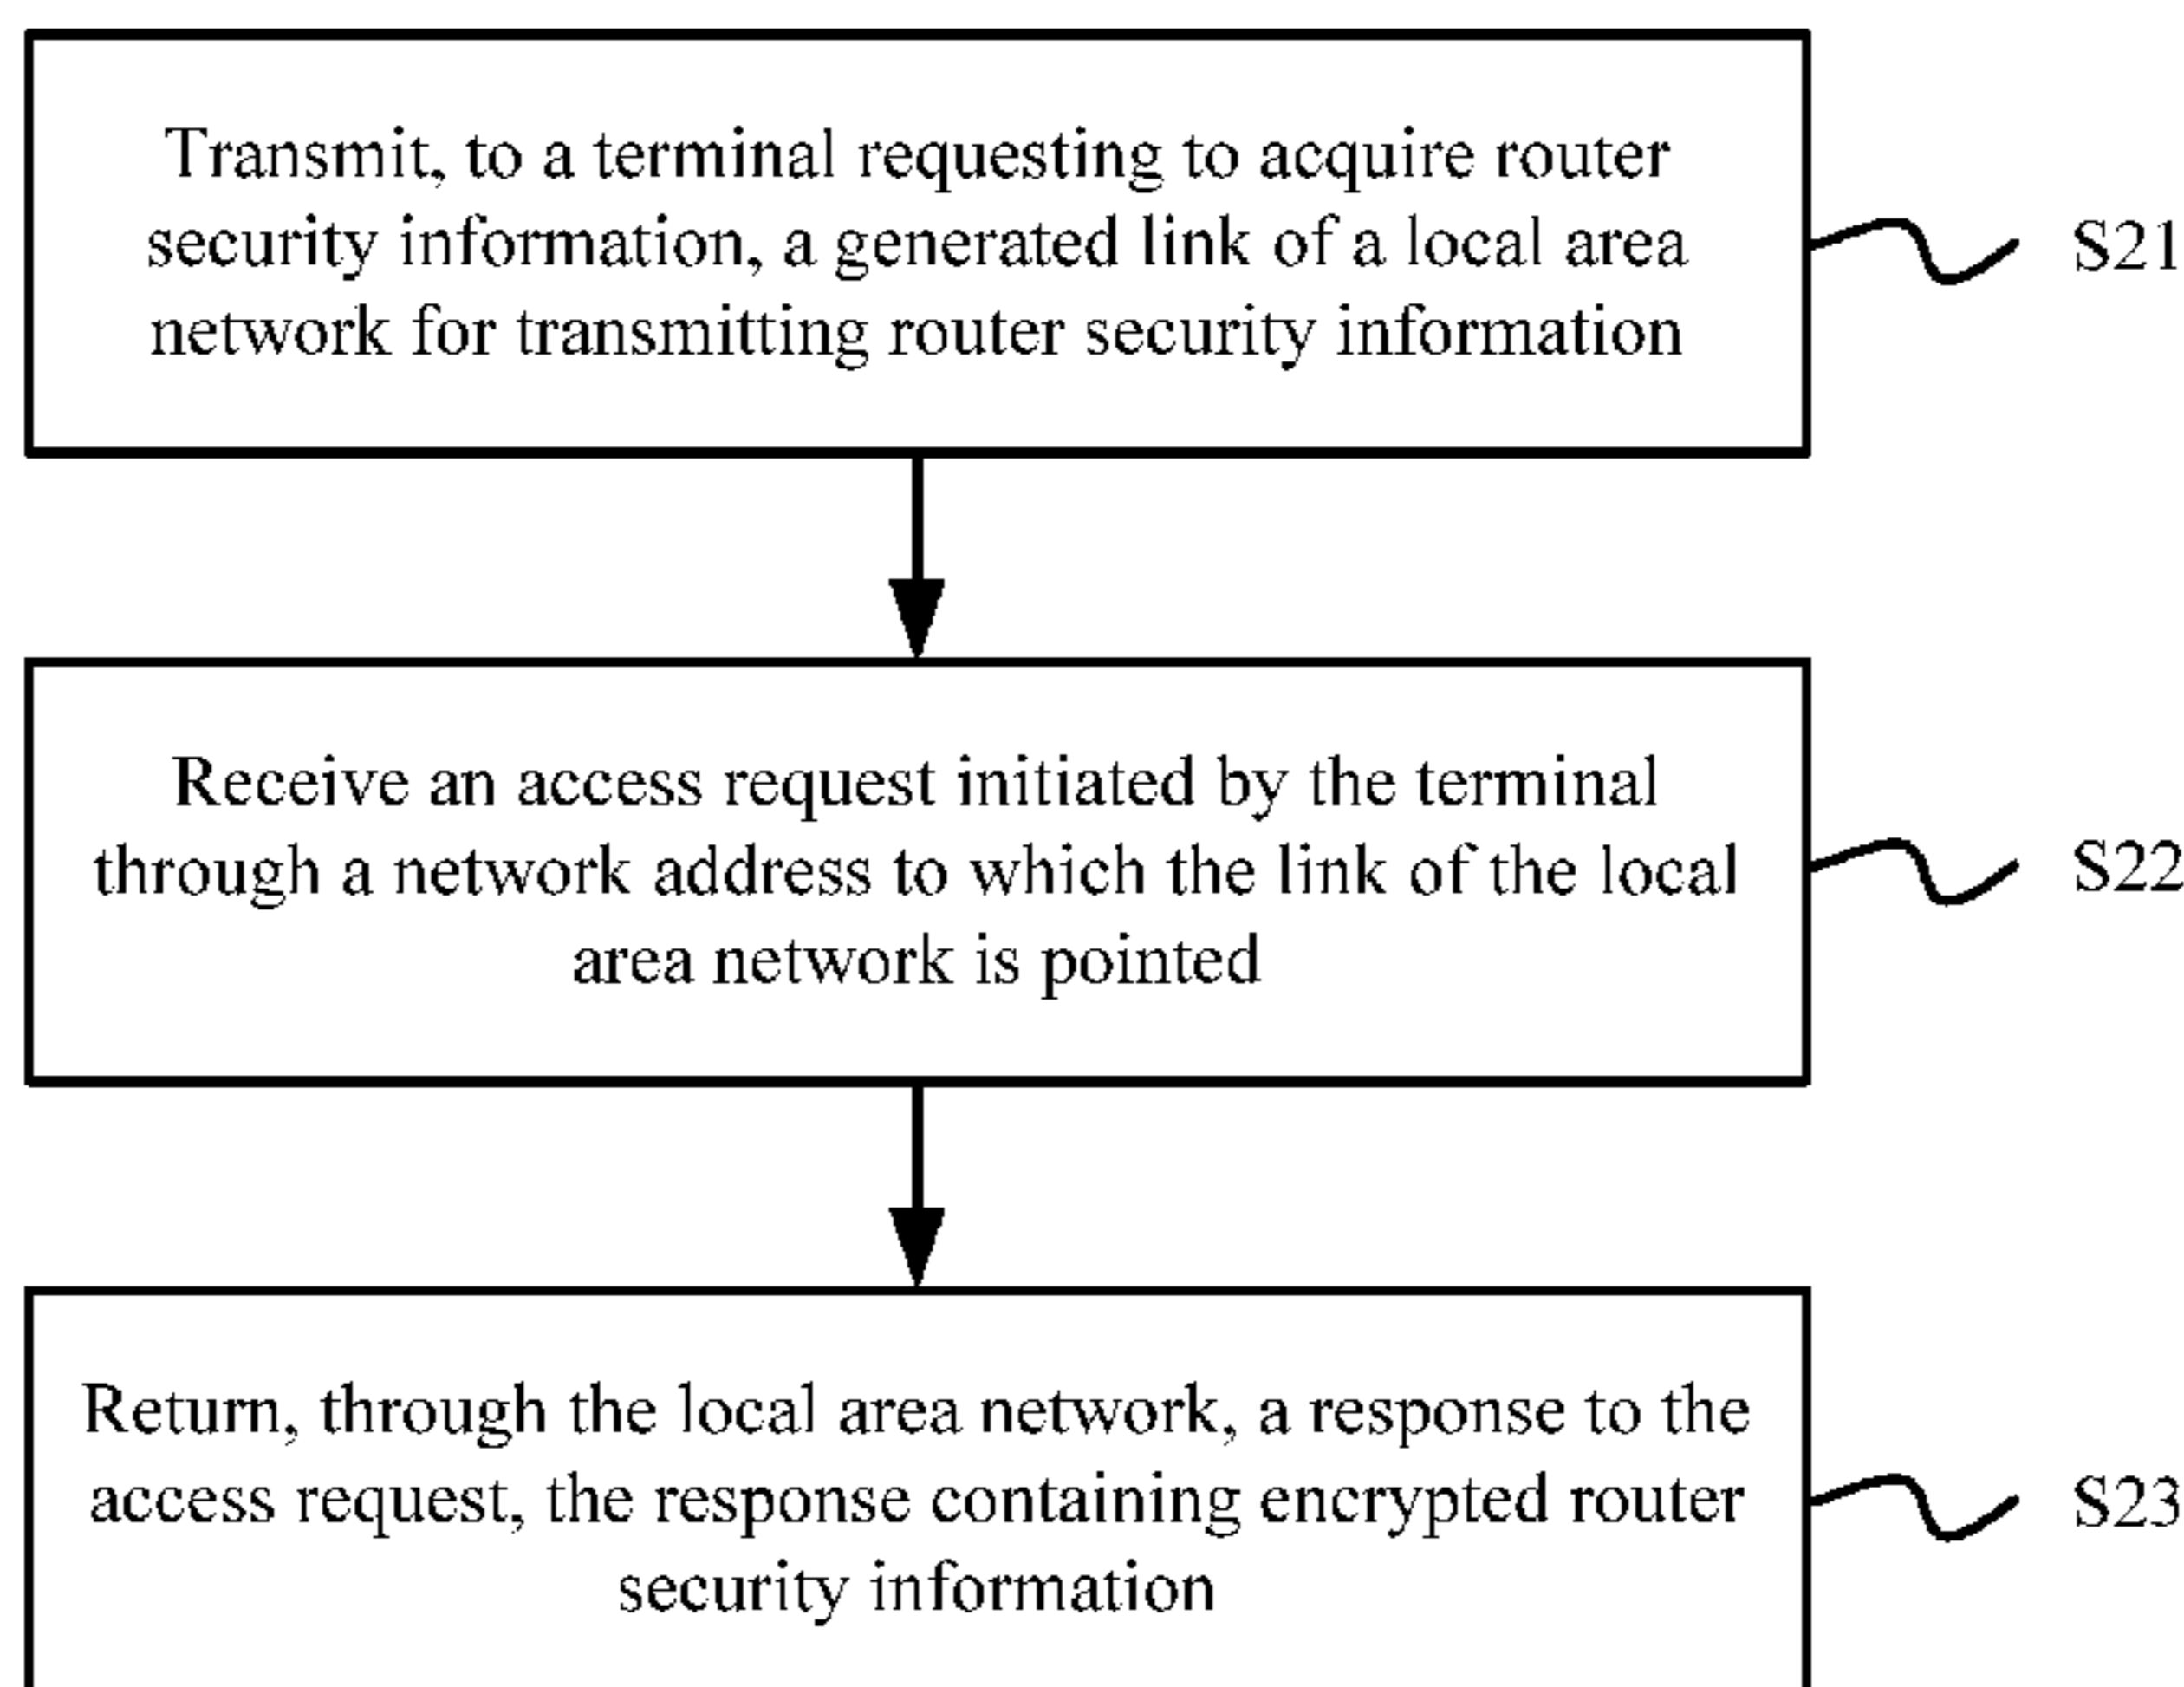 Transmit, to a terminal requesting to acquire router
security information, a generated link of a local area
network for transmitting router security information
S21
Receive an access request initiated by the terminal
through a network address to which the link of the local
area network is pointed
S22
Return, through the local area network, a response to the
access request, the response containing encrypted router
security information
S23